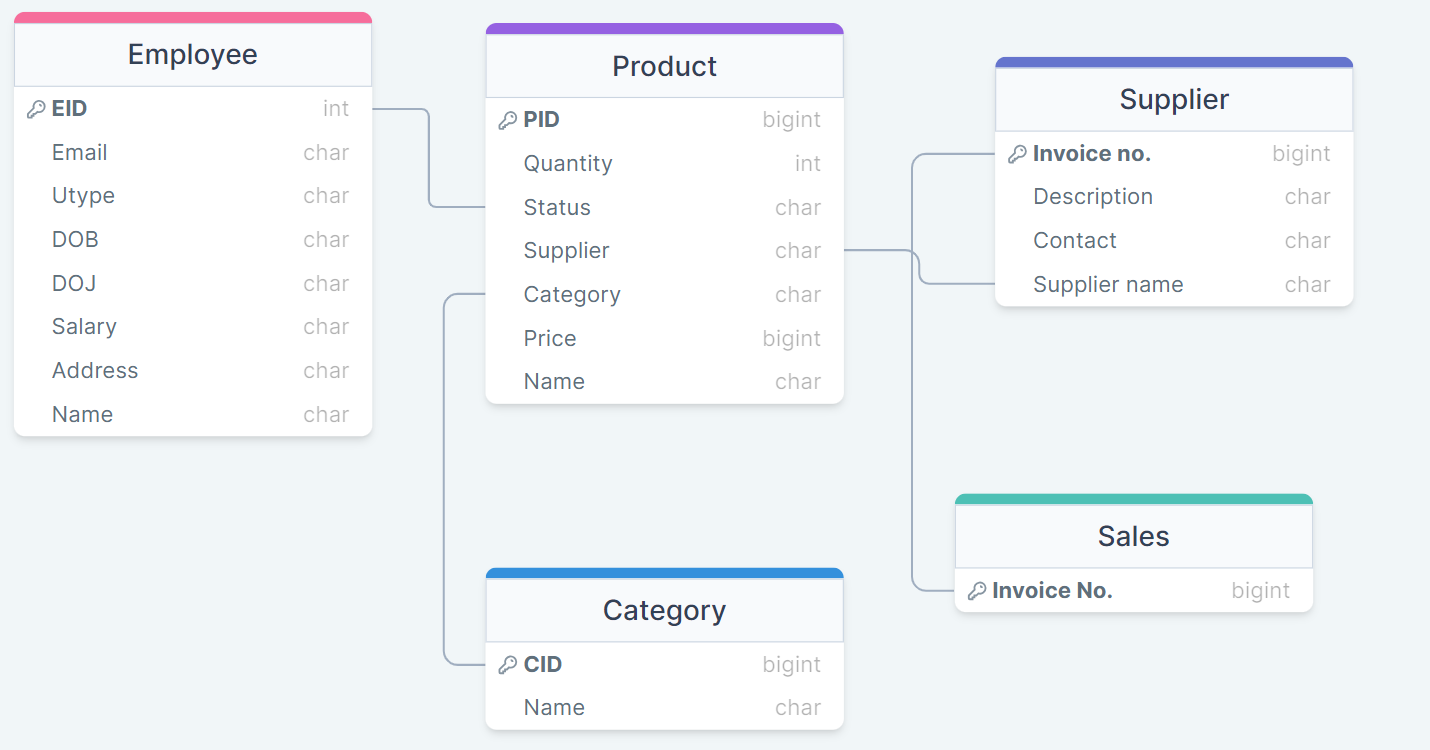 Employee
EID int
Email char
Utype char
DOB char
DOJ char
Salary char
Address char
Name char
Product
PID bigint
Quantity int
Status char
Supplier char
Category char
Price bigint
Name char
Supplier
Invoice no. bigint
Description char
Contact char
Supplier name char
Category
CID bigint
Name char
Sales
Invoice No. bigint